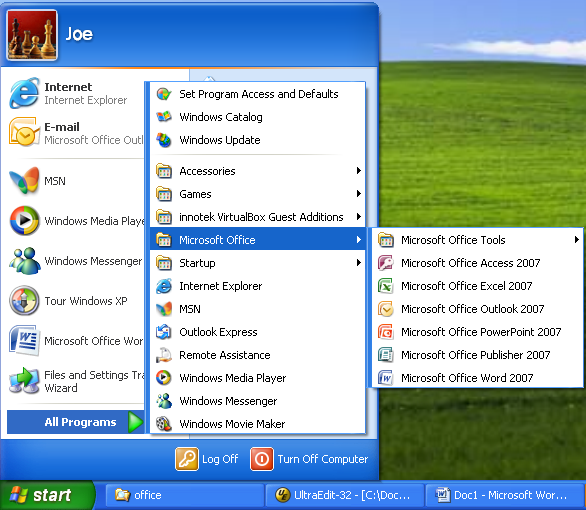 Joe
Internet
Internet Explorer
E-mail
Microsoft Office Outl
MSN
Windows Media Playe
Windows Messenger
Tour Windows XP
Microsoft Office Wor
Files and Settings Tra
Wizard
All Programs
Set Program Access and Defaults
Windows Catalog
Windows Update
Accessories
Games
innotek VirtualBox Guest Additions
Microsoft Office
Startup
Internet Explorer
MSN
Outlook Express
Remote Assistance
Windows Media Player
Windows Messenger
Windows Movie Maker
Microsoft Office Tools
Microsoft Office Access 2007
Microsoft Office Excel 2007
Microsoft Office Outlook 2007
Microsoft Office PowerPoint 2007
Microsoft Office Publisher 2007
Microsoft Office Word 2007
Log Off
Turn Off Computer
start
office
UltraEdit-32 - [C:\Doc...
Doc1 - Microsoft Wor...